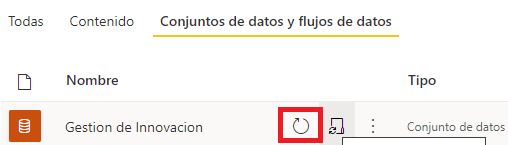 Todas Contenido Conjuntos de datos y flujos de datos
Nombre Tipo
Gestion de Innovacion Conjunto de datos